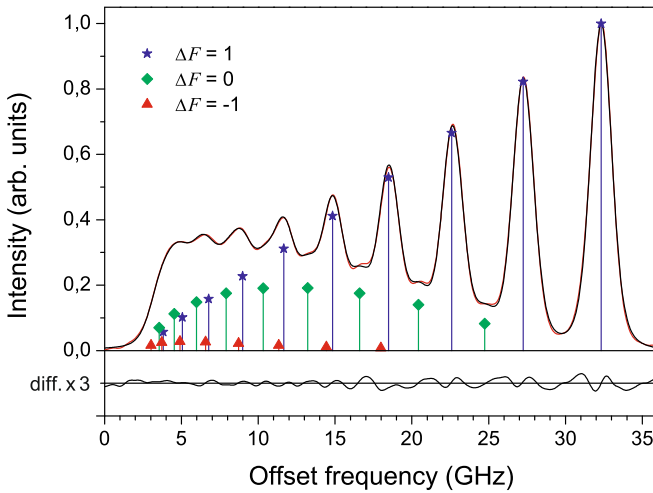 1,0
0,8
0,6
0,4
0,2
0,0
Intensity (arb. units)
ΔF = 1
ΔF = 0
ΔF = -1
diff. x 3
0 5 10 15 20 25 30 35
Offset frequency (GHz)